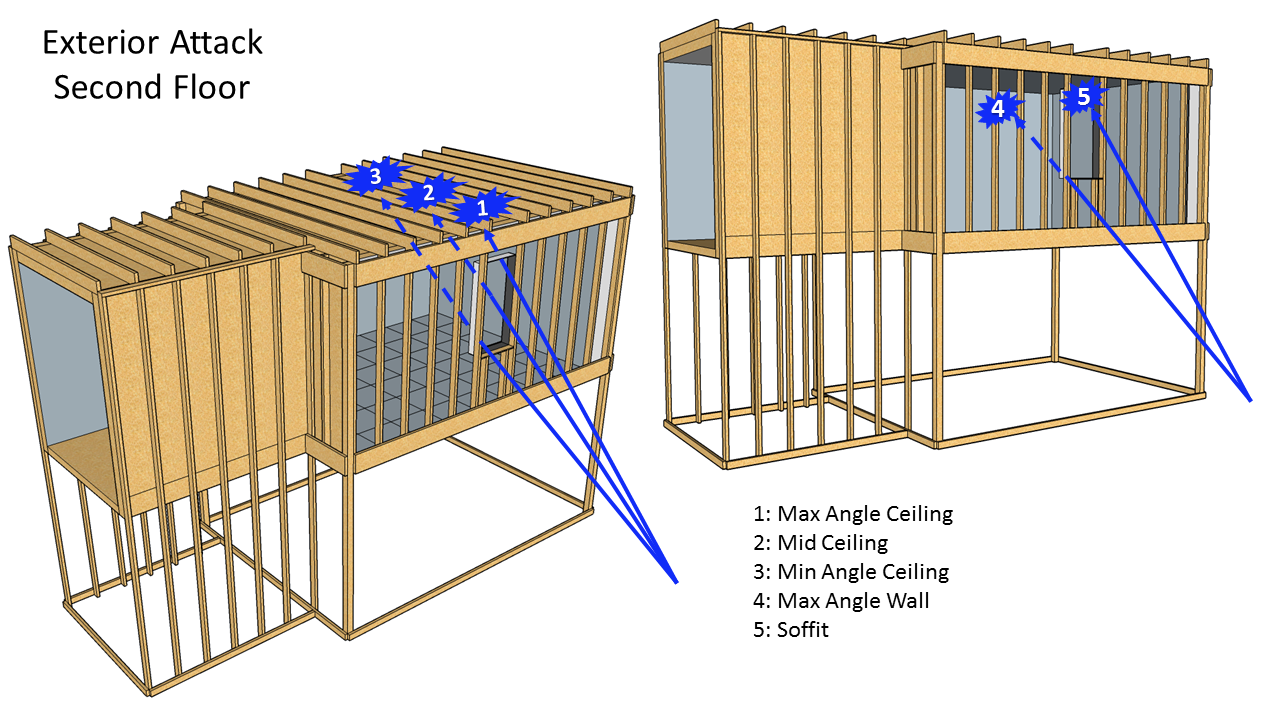 Exterior Attack
Second Floor
3
2
1
4
5
1: Max Angle Ceiling
2: Mid Ceiling
3: Min Angle Ceiling
4: Max Angle Wall
5: Soffit